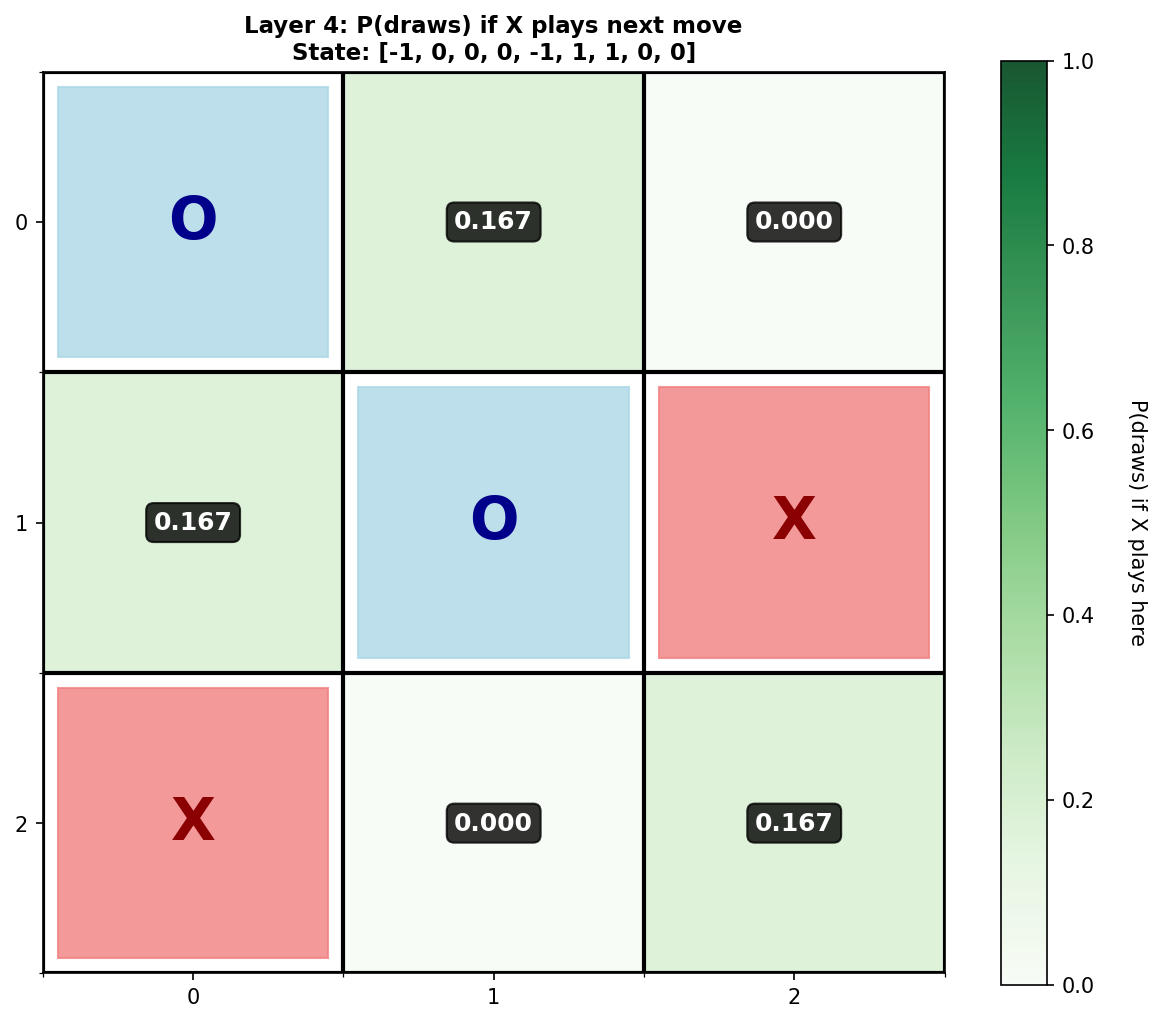 Layer 4: P(draws) if X plays next move
State: [-1, 0, 0, 0, -1, 1, 1, 0, 0]
0
O
0.167
0.000
1
0.167
O
X
2
X
0.000
0.167
0
1
2
1.0
0.8
0.6
0.4
0.2
0.0
P(draws) if X plays here